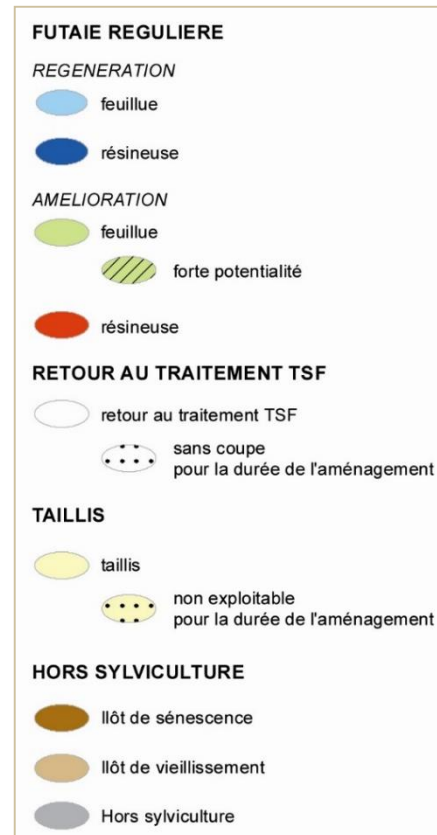 FUTAIE REGULIERE
REGENERATION
feuillue
résineuse
AMELIORATION
feuillue
forte potentialité
résineuse
RETOUR AU TRAITEMENT TSF
retour au traitement TSF
sans coupe
pour la durée de l'aménagement
TAILLIS
taillis
non exploitable
pour la durée de l'aménagement
HORS SYLVICULTURE
Ilôt de sénescence
Ilôt de vieillissement
Hors sylviculture